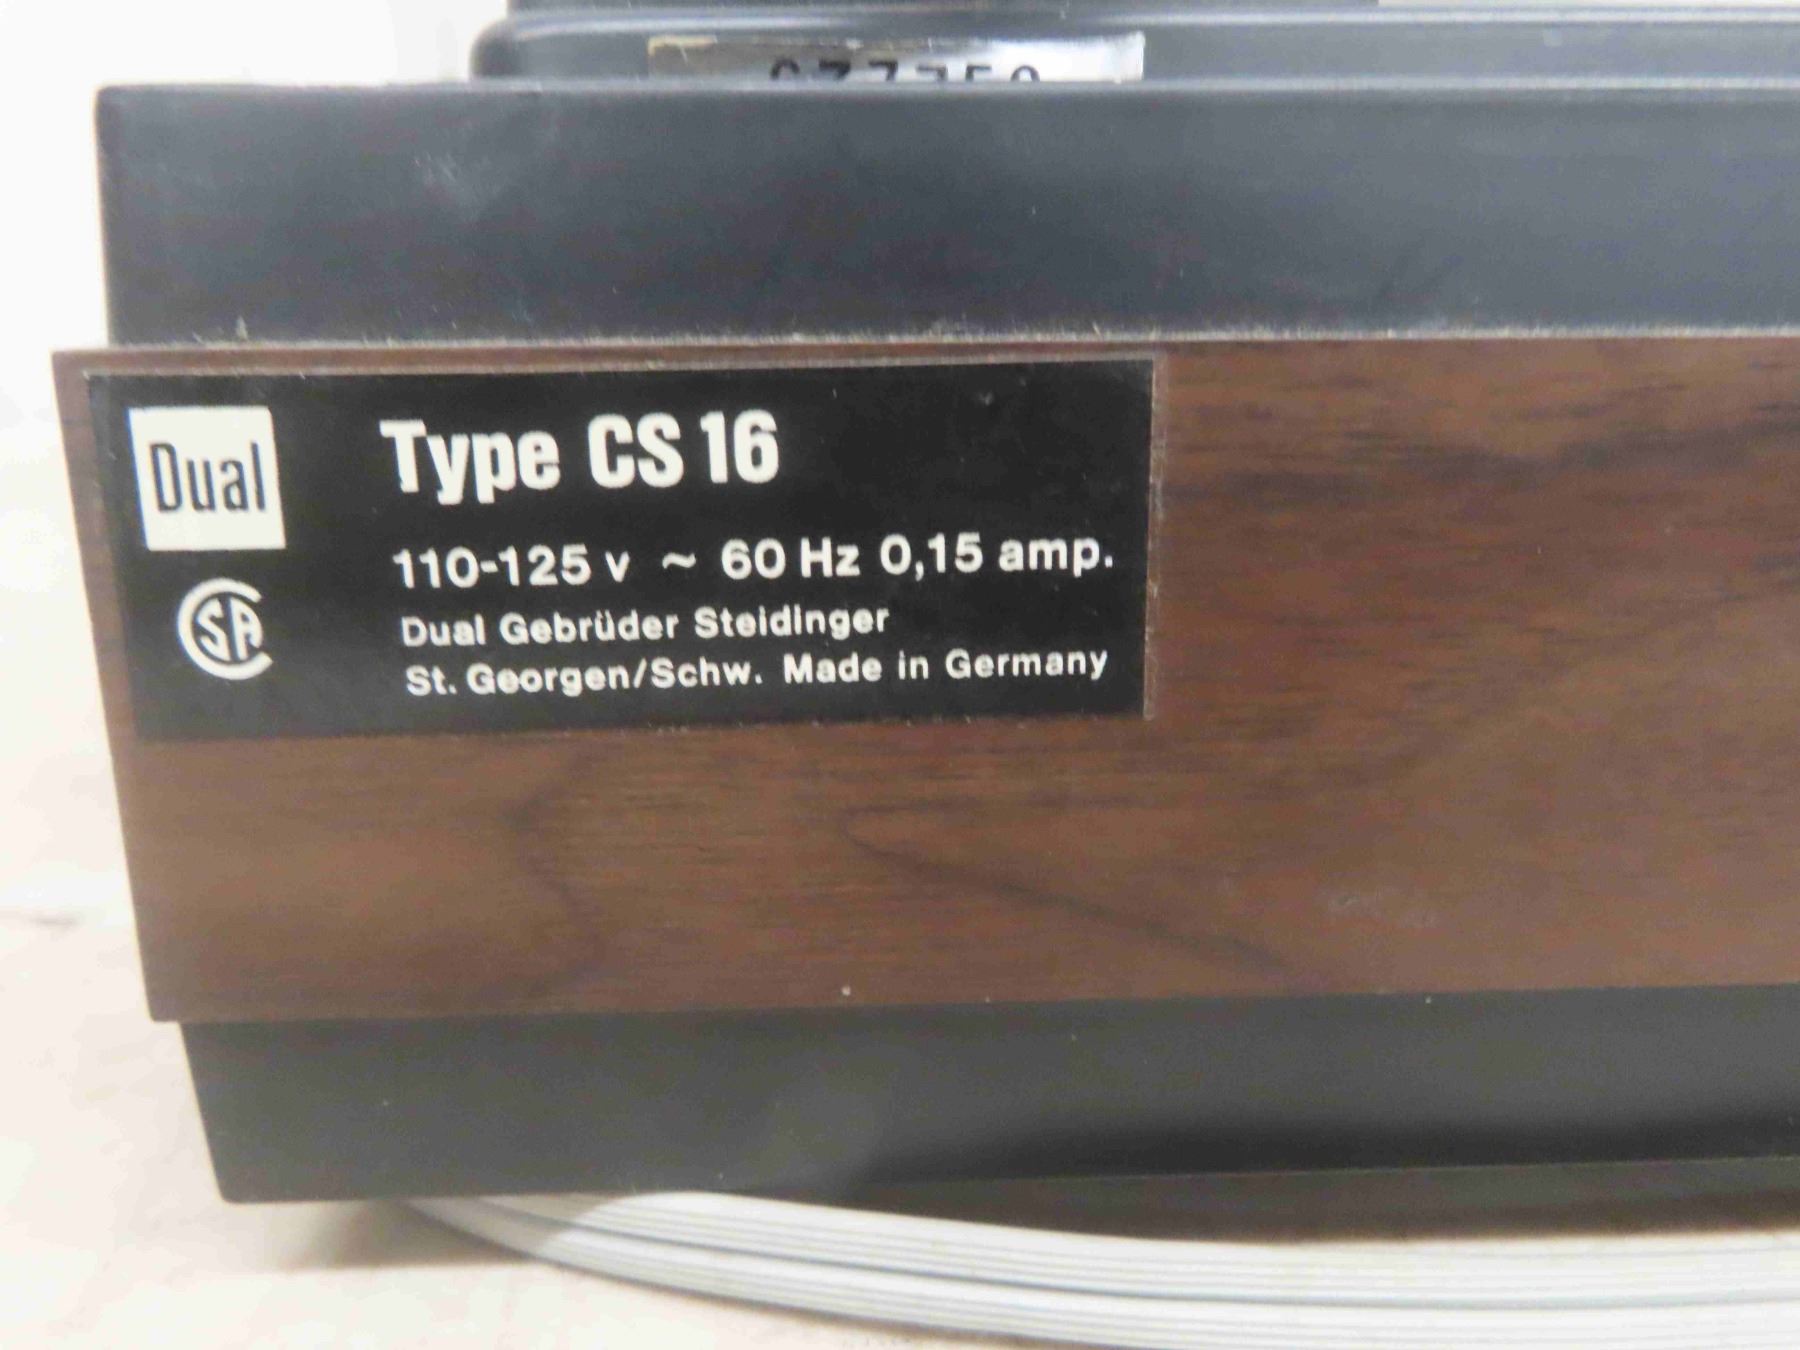 Dual
Type CS 16
110-125 v ~ 60 Hz 0,15 amp.
CSA
Dual Gebrüder Steidinger
St. Georgen/Schw. Made in Germany